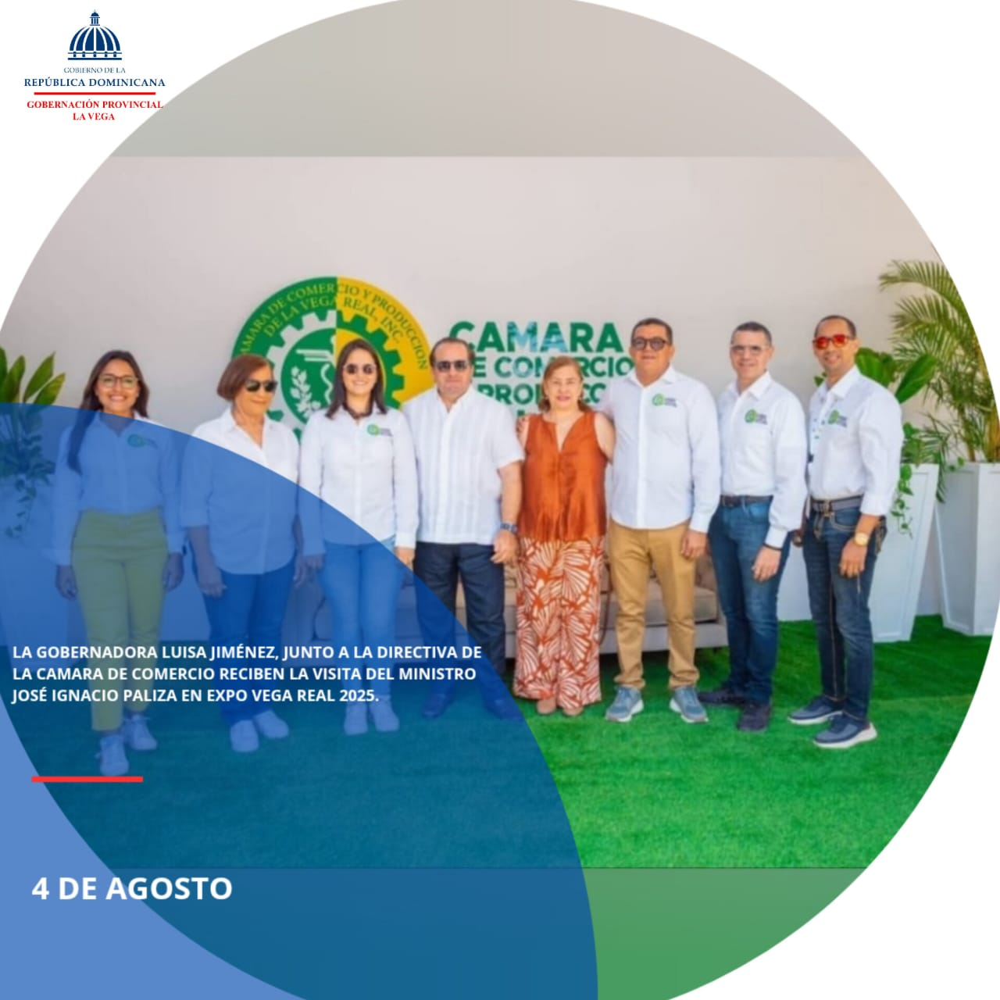 GOBIERNO DE LA
REPÚBLICA DOMINICANA
GOBERNACIÓN PROVINCIAL
LA VEGA
CAMARA DE COMERCIO Y PRODUCCION
DE LA VEGA REAL, INC.
CAMARA
DE COMERCIO
LA GOBERNADORA LUISA JIMÉNEZ, JUNTO A LA DIRECTIVA DE
LA CAMARA DE COMERCIO RECIBEN LA VISITA DEL MINISTRO
JOSÉ IGNACIO PALIZA EN EXPO VEGA REAL 2025.
4 DE AGOSTO